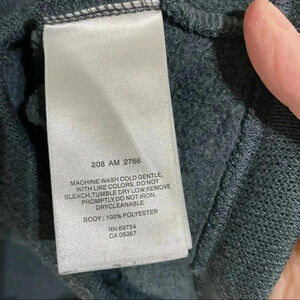 208 AM 2766
MACHINE WASH COLD GENTLE,
WITH LIKE COLORS, DO NOT
BLEACH, TUMBLE DRY LOW, REMOVE
PROMPTLY, DO NOT IRON,
DRYCLEANABLE
BODY : 100% POLYESTER
RN 69724
CA 05367